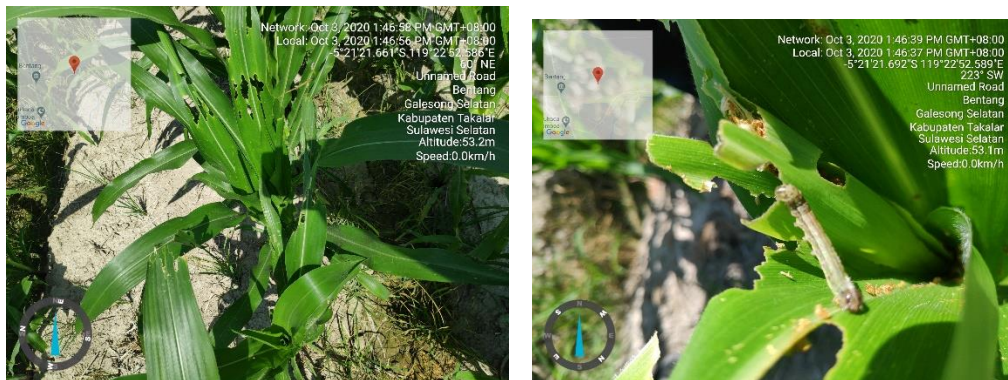 Network: Oct 3, 2020 1:46:58 PM GMT+08:00
Local: Oct 3, 2020 1:46:56 PM GMT+08:00
-5°21'21.661"S 119°22'52.585"E
60° NE
Unnamed Road
Bentang
Galesong Selatan
Kabupaten Takalar
Sulawesi Selatan
Altitude:53.2m
Speed:0.0km/h
Google
Network: Oct 3, 2020 1:46:39 PM GMT+08:00
Local: Oct 3, 2020 1:46:37 PM GMT+08:00
-5°21'21.692"S 119°22'52.589"E
223° SW
Unnamed Road
Bentang
Galesong Selatan
Kabupaten Takalar
Sulawesi Selatan
Altitude:53.1m
Speed:0.0km/h
Google